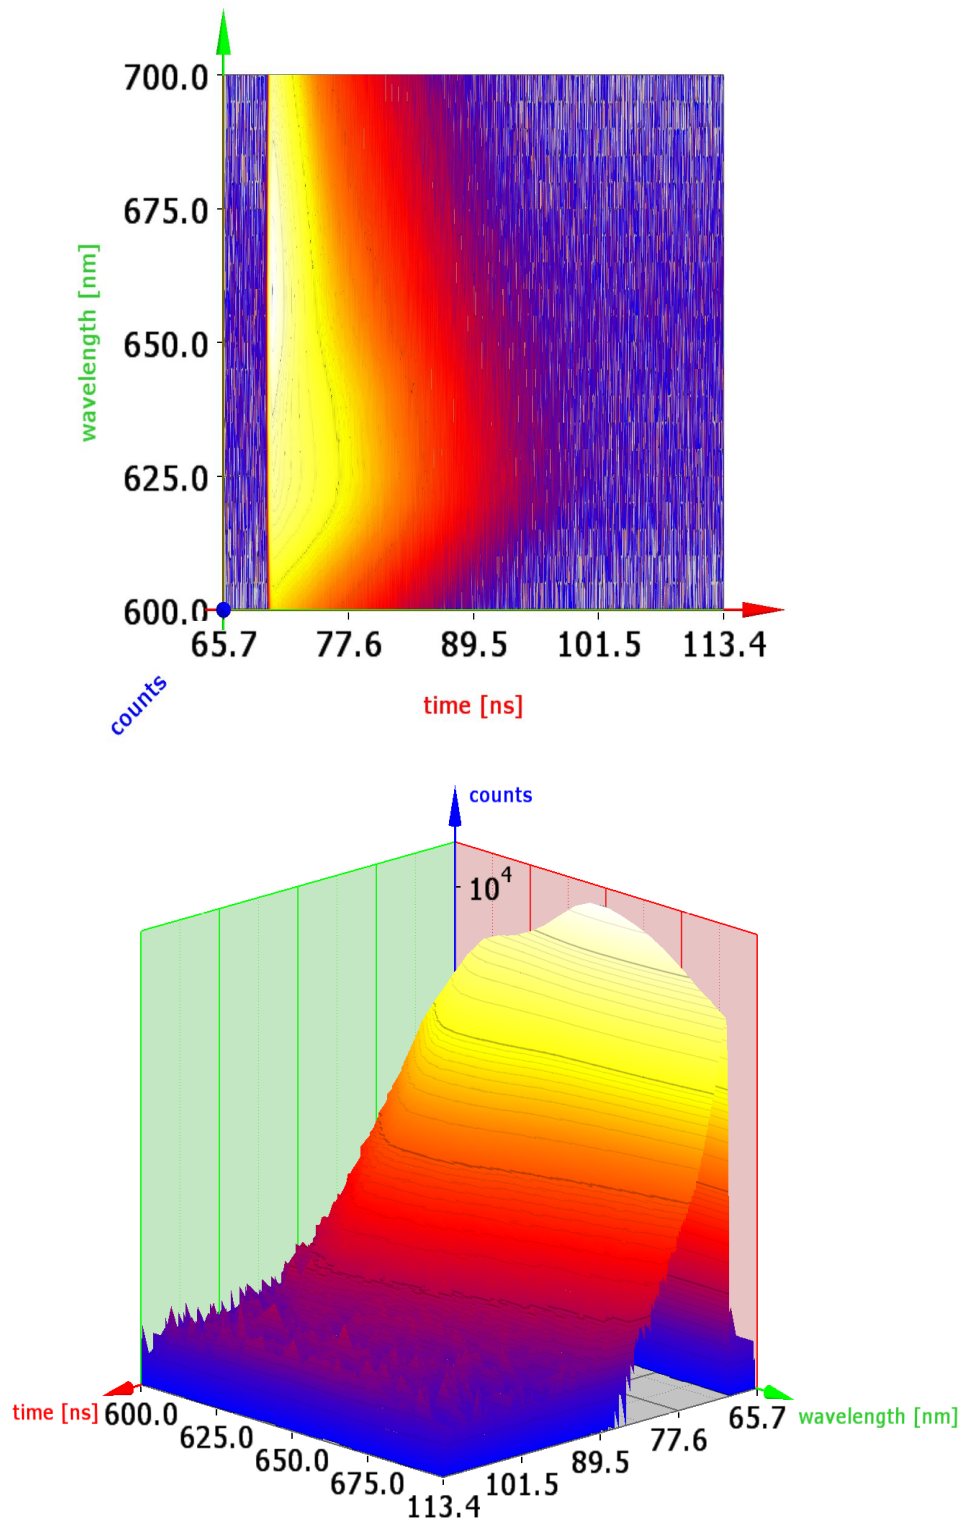 700.0
675.0
650.0
625.0
600.0
wavelength [nm]
65.7 77.6 89.5 101.5 113.4
counts
time [ns]
counts
10^4
time [ns] 600.0 625.0 650.0 675.0 113.4
101.5 89.5 77.6 65.7 wavelength [nm]